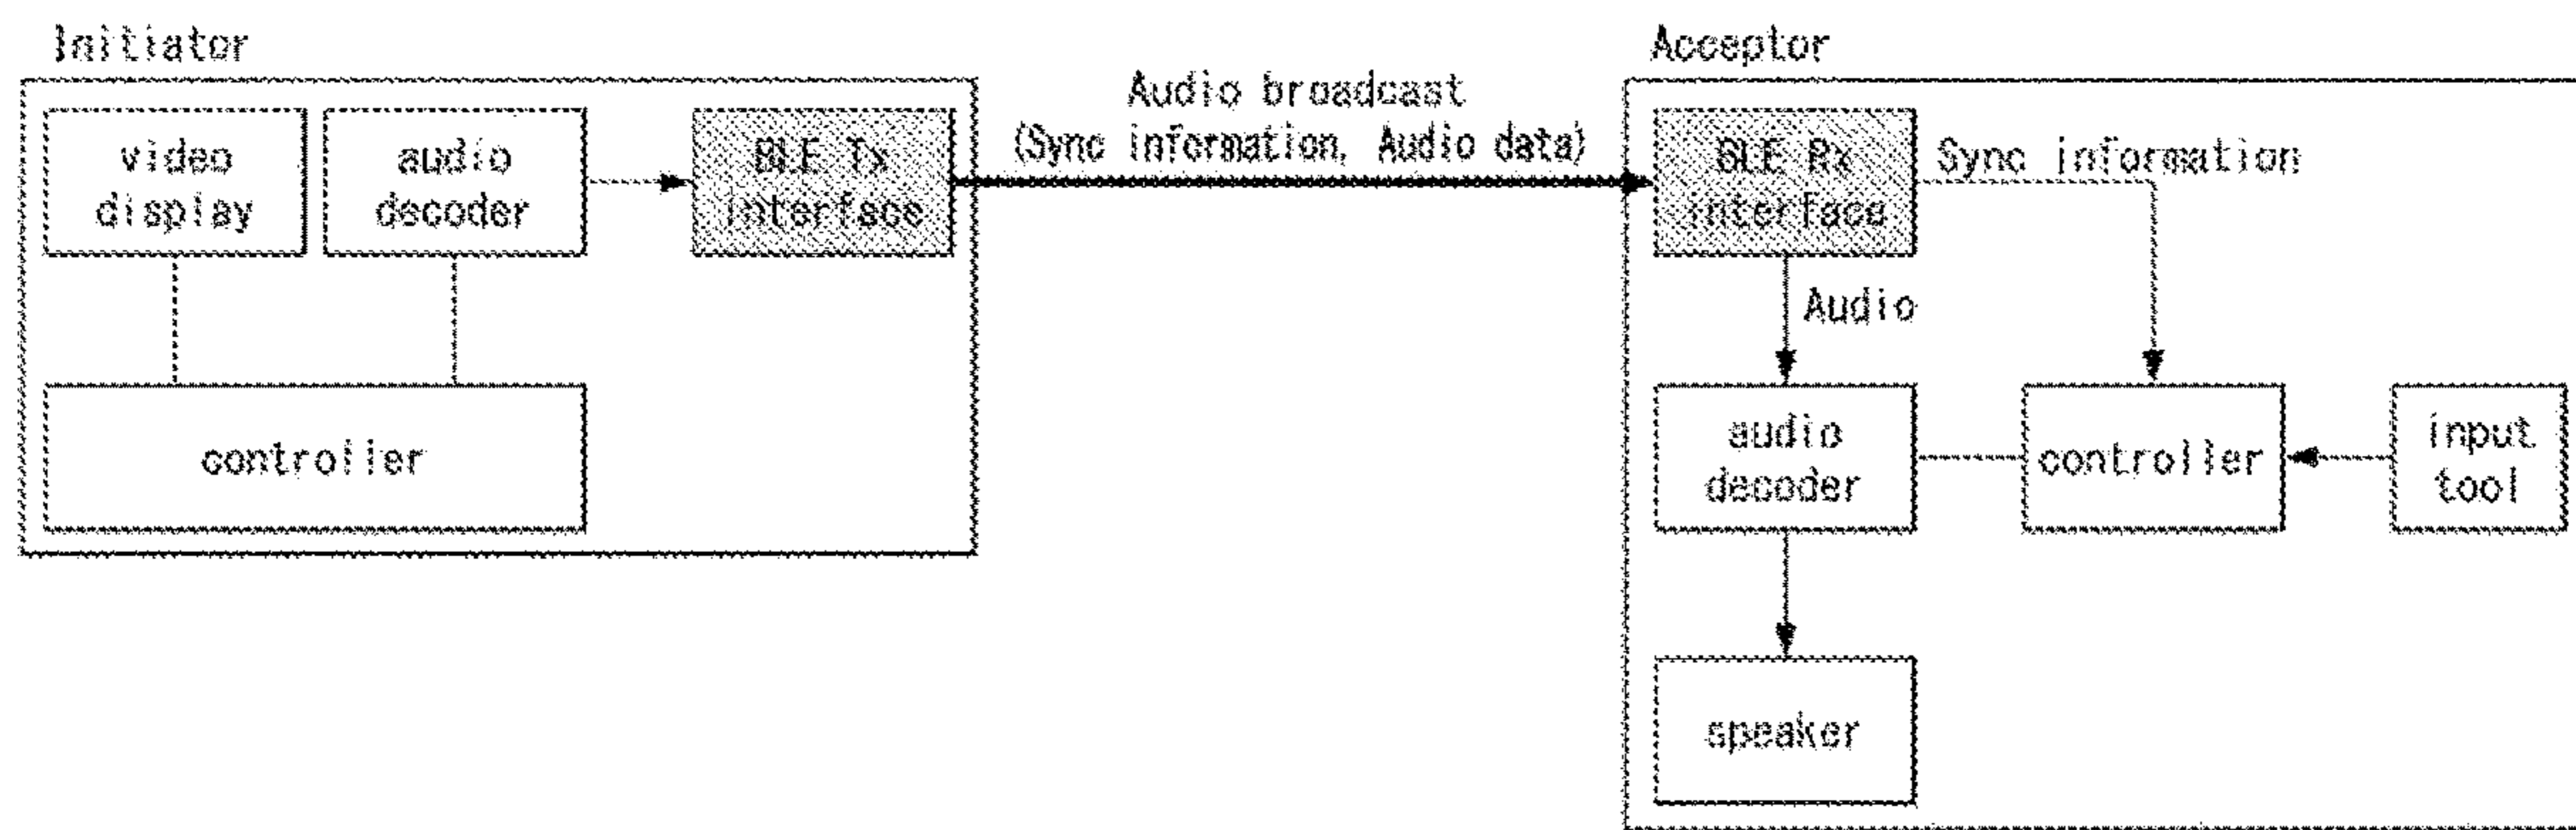 Initiator
video
display
audio
decoder
BLE Tx
interface
controller
Audio broadcast
(Sync information, Audio data)
Acceptor
BLE Rx
interface
Sync information
Audio
audio
decoder
controller
input
tool
speaker